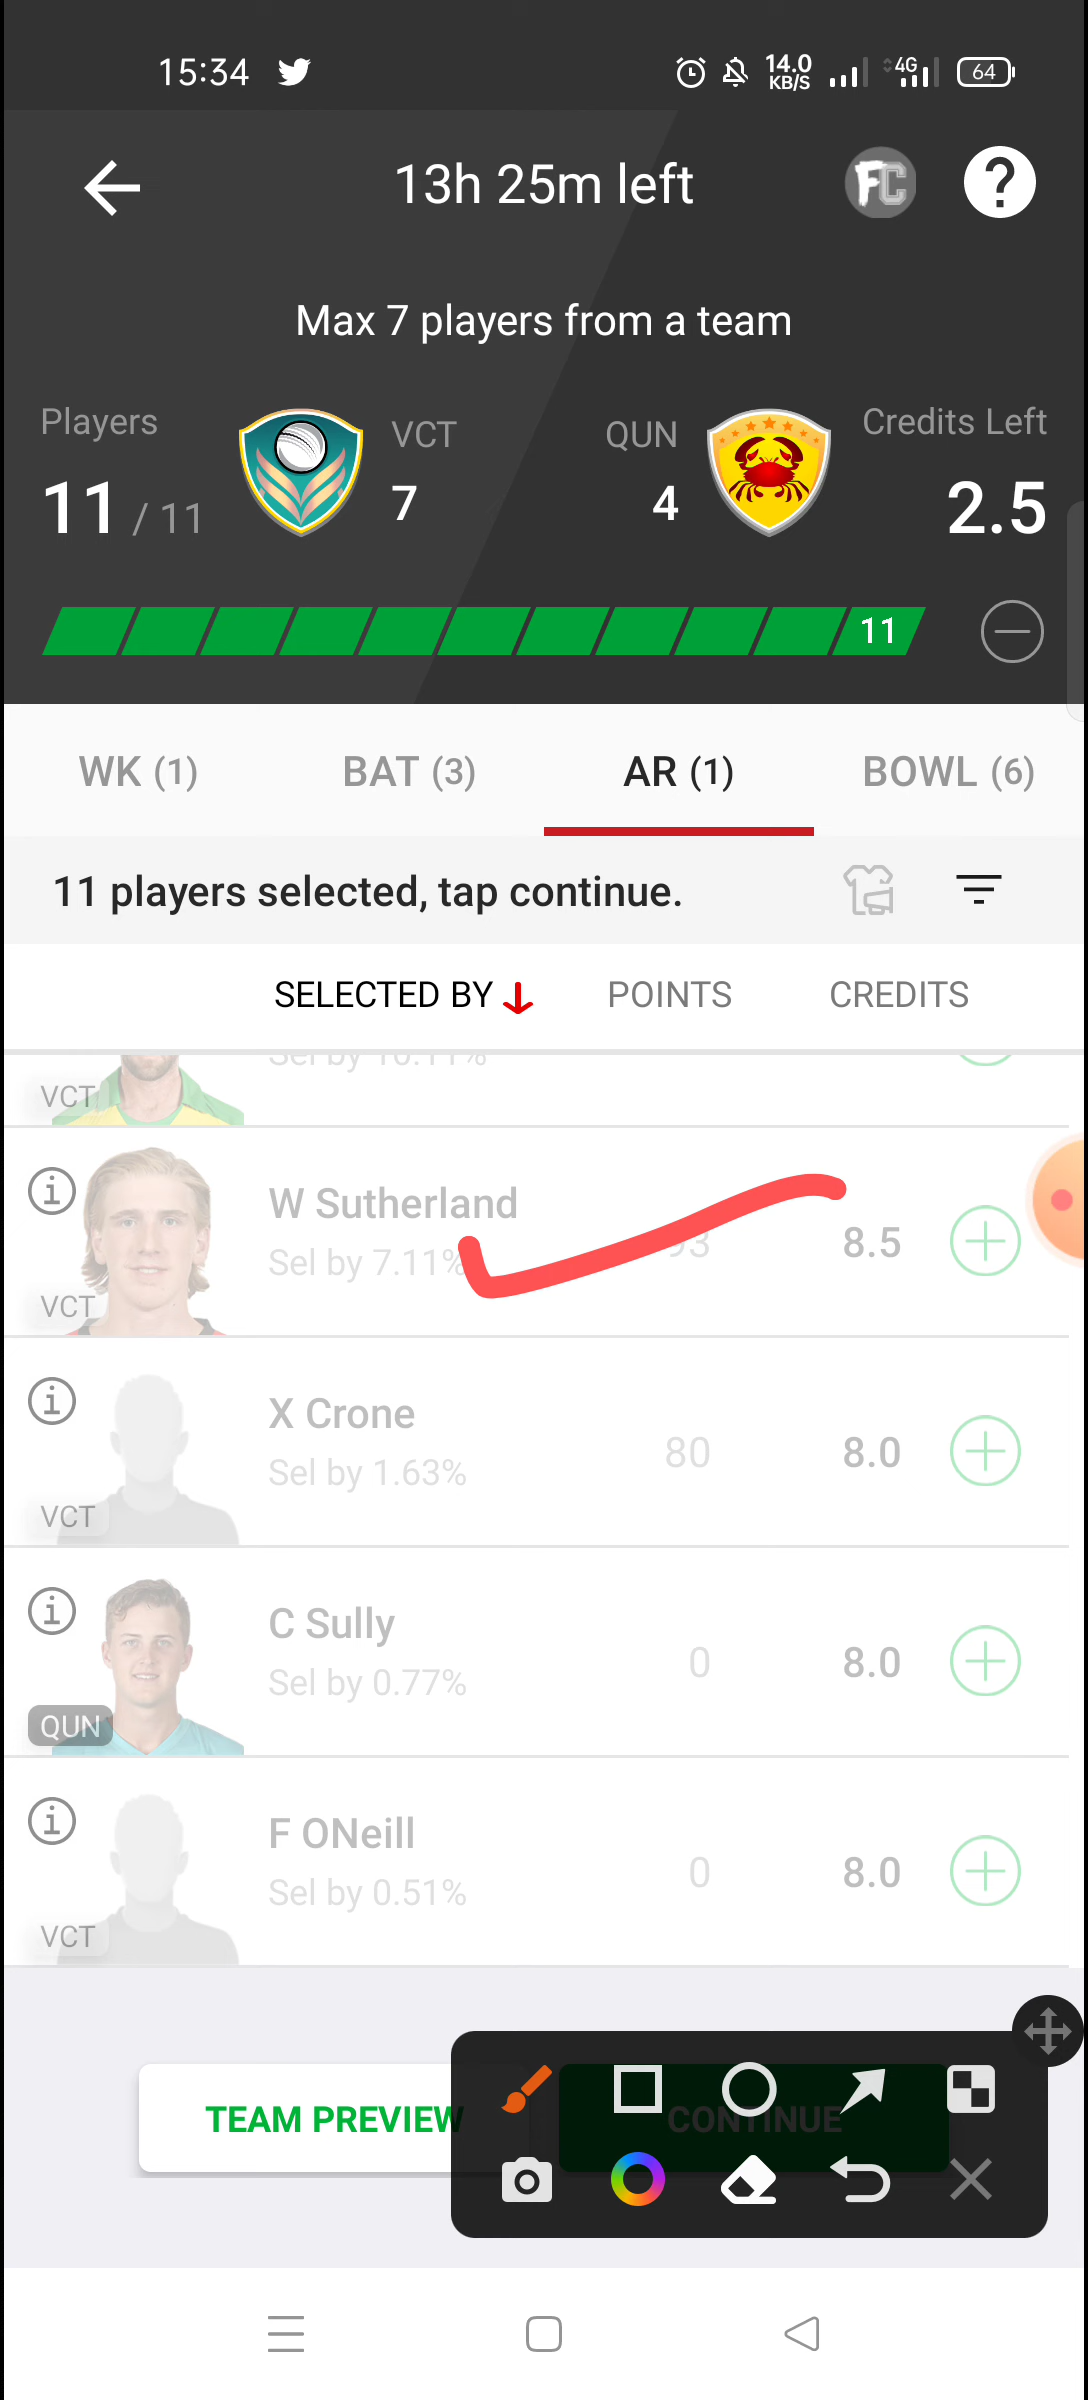 15:34 14.0 KB/S 4G 64
13h 25m left FC ?
Max 7 players from a team
Players VCT QUN Credits Left
11 / 11 7 4 2.5
11
WK (1) BAT (3) AR (1) BOWL (6)
11 players selected, tap continue.
SELECTED BY POINTS CREDITS
VCT
W Sutherland
Sel by 7.11% 93 8.5
VCT
X Crone
80 8.0
Sel by 1.63%
VCT
C Sully
0 8.0
Sel by 0.77%
QUN
F ONeill
0 8.0
Sel by 0.51%
VCT
TEAM PREVIEW CONTINUE